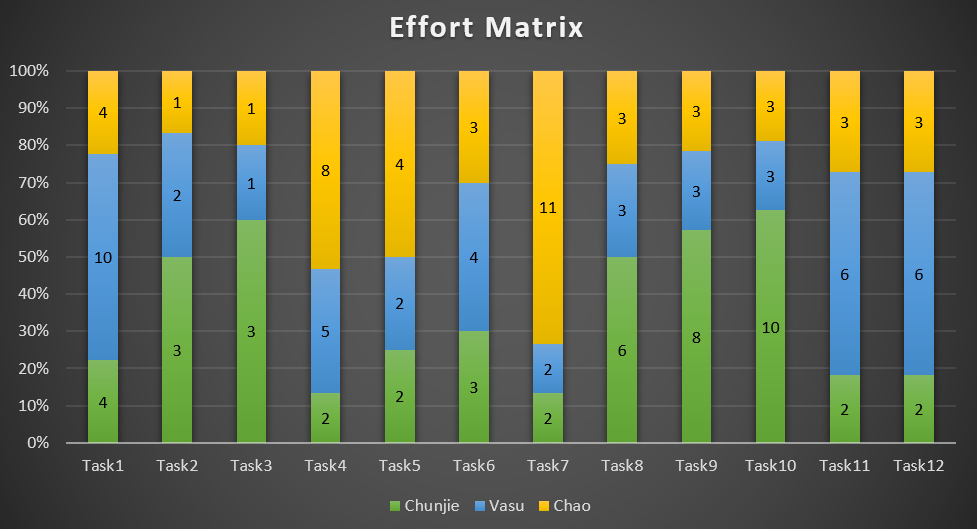 Effort Matrix
100%
90%
80%
70%
60%
50%
40%
30%
20%
10%
0%
4 10 4
1 2 3
1 1 3
8 5 2
4 2 2
3 4 3
11 2 2
3 3 6
3 3 8
3 3 10
3 6 2
3 6 2
Task1 Task2 Task3 Task4 Task5 Task6 Task7 Task8 Task9 Task10 Task11 Task12
Chunjie Vasu Chao